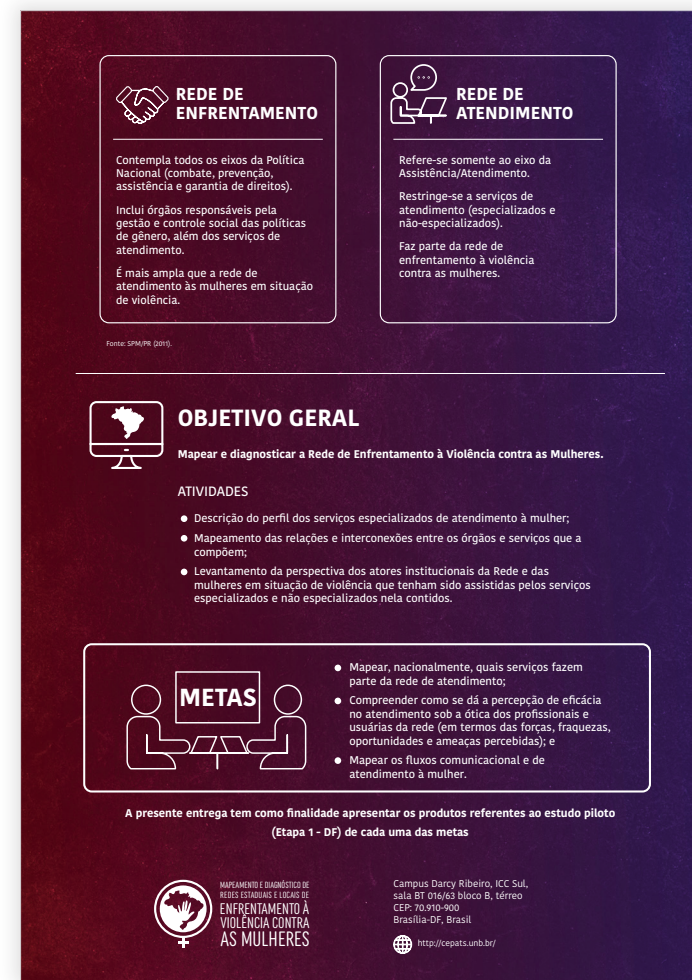 REDE DE
ENFRENTAMENTO
Contempla todos os eixos da Política
Nacional (combate, prevenção,
assistência e garantia de direitos).
Inclui órgãos responsáveis pela
gestão e controle social das políticas
de gênero, além dos serviços de
atendimento.
É mais ampla que a rede de
atendimento às mulheres em situação
de violência.
REDE DE
ATENDIMENTO
Refere-se somente ao eixo da
Assistência/Atendimento.
Restringe-se a serviços de
atendimento (especializados e
não-especializados).
Faz parte da rede de
enfrentamento à violência
contra as mulheres.
Fonte: SPM/PR (2011).
OBJETIVO GERAL
Mapear e diagnosticar a Rede de Enfrentamento à Violência contra as Mulheres.
ATIVIDADES
● Descrição do perfil dos serviços especializados de atendimento à mulher;
● Mapeamento das relações e interconexões entre os órgãos e serviços que a
compõem;
● Levantamento da perspectiva dos atores institucionais da Rede e das
mulheres em situação de violência que tenham sido assistidas pelos serviços
especializados e não especializados nela contidos.
METAS
● Mapear, nacionalmente, quais serviços fazem
parte da rede de atendimento;
● Compreender como se dá a percepção de eficácia
no atendimento sob a ótica dos profissionais e
usuárias da rede (em termos das forças, fraquezas,
oportunidades e ameaças percebidas); e
● Mapear os fluxos comunicacional e de
atendimento à mulher.
A presente entrega tem como finalidade apresentar os produtos referentes ao estudo piloto
(Etapa 1 - DF) de cada uma das metas
MAPEAMENTO E DIAGNÓSTICO DE
REDES ESTADUAIS E LOCAIS DE
ENFRENTAMENTO À
VIOLÊNCIA CONTRA
AS MULHERES
Campus Darcy Ribeiro, ICC Sul,
sala BT 016/63 bloco B, térreo
CEP: 70.910-900
Brasília-DF, Brasil
http://cepats.unb.br/